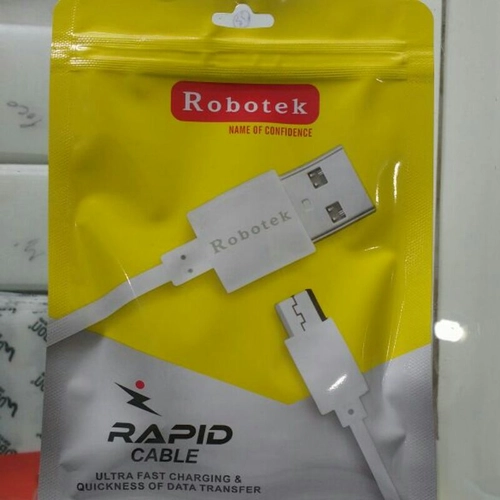 Robotek
NAME OF CONFIDENCE
Robotek
RAPID
CABLE
ULTRA FAST CHARGING &
QUICKNESS OF DATA TRANSFER